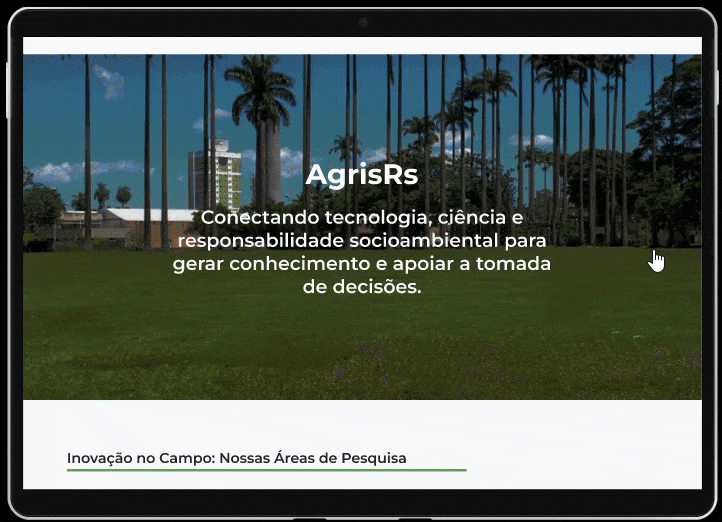 AgrisRs
Conectando tecnologia, ciência e
responsabilidade socioambiental para
gerar conhecimento e apoiar a tomada
de decisões.
Inovação no Campo: Nossas Áreas de Pesquisa